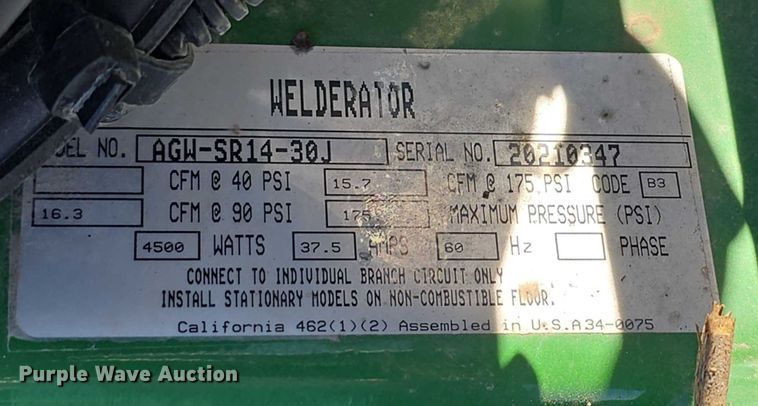 WELDERATOR
DEL NO. AGW-SR14-30J SERIAL NO. 20210347
CFM @ 40 PSI 15.7 CFM @ 175 PSI CODE B3
16.3 CFM @ 90 PSI 175 MAXIMUM PRESSURE (PSI)
4500 WATTS 37.5 AMPS 60 Hz PHASE
CONNECT TO INDIVIDUAL BRANCH CIRCUIT ONLY
INSTALL STATIONARY MODELS ON NON-COMBUSTIBLE FLOOR.
California 462(1)(2) Assembled in U.S.A34-0075
Purple Wave Auction